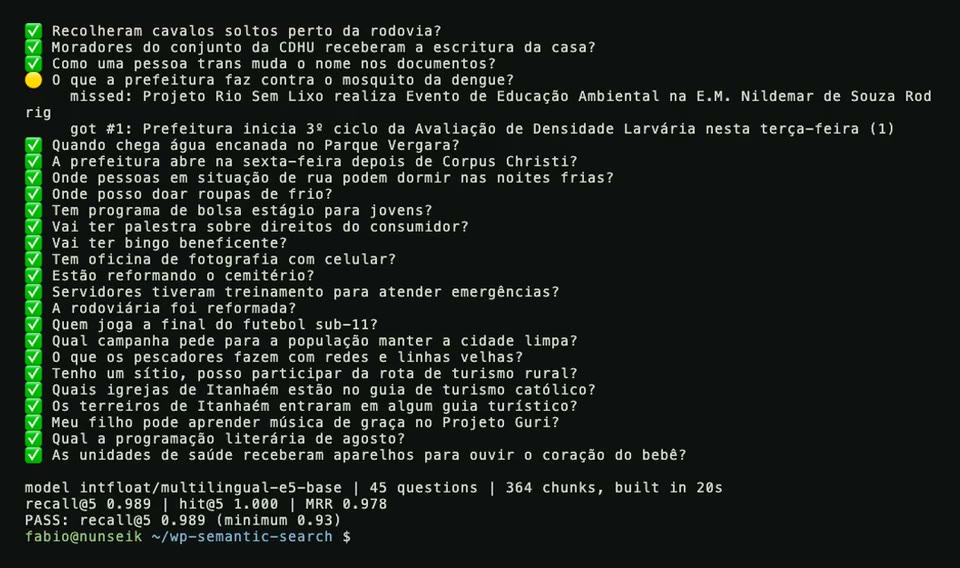 ✅ Recolheram cavalos soltos perto da rodovia?
✅ Moradores do conjunto da CDHU receberam a escritura da casa?
✅ Como uma pessoa trans muda o nome nos documentos?
🟡 O que a prefeitura faz contra o mosquito da dengue?
missed: Projeto Rio Sem Lixo realiza Evento de Educação Ambiental na E.M. Nildemar de Souza Rod
rig
got #1: Prefeitura inicia 3º ciclo da Avaliação de Densidade Larvária nesta terça-feira (1)
✅ Quando chega água encanada no Parque Vergara?
✅ A prefeitura abre na sexta-feira depois de Corpus Christi?
✅ Onde pessoas em situação de rua podem dormir nas noites frias?
✅ Onde posso doar roupas de frio?
✅ Tem programa de bolsa estágio para jovens?
✅ Vai ter palestra sobre direitos do consumidor?
✅ Vai ter bingo beneficente?
✅ Tem oficina de fotografia com celular?
✅ Estão reformando o cemitério?
✅ Servidores tiveram treinamento para atender emergências?
✅ A rodoviária foi reformada?
✅ Quem joga a final do futebol sub-11?
✅ Qual campanha pede para a população manter a cidade limpa?
✅ O que os pescadores fazem com redes e linhas velhas?
✅ Tenho um sítio, posso participar da rota de turismo rural?
✅ Quais igrejas de Itanhaém estão no guia de turismo católico?
✅ Os terreiros de Itanhaém entraram em algum guia turístico?
✅ Meu filho pode aprender música de graça no Projeto Guri?
✅ Qual a programação literária de agosto?
✅ As unidades de saúde receberam aparelhos para ouvir o coração do bebê?
model intfloat/multilingual-e5-base | 45 questions | 364 chunks, built in 20s
recall@5 0.989 | hit@5 1.000 | MRR 0.978
PASS: recall@5 0.989 (minimum 0.93)
fabio@nunseik ~/wp-semantic-search $